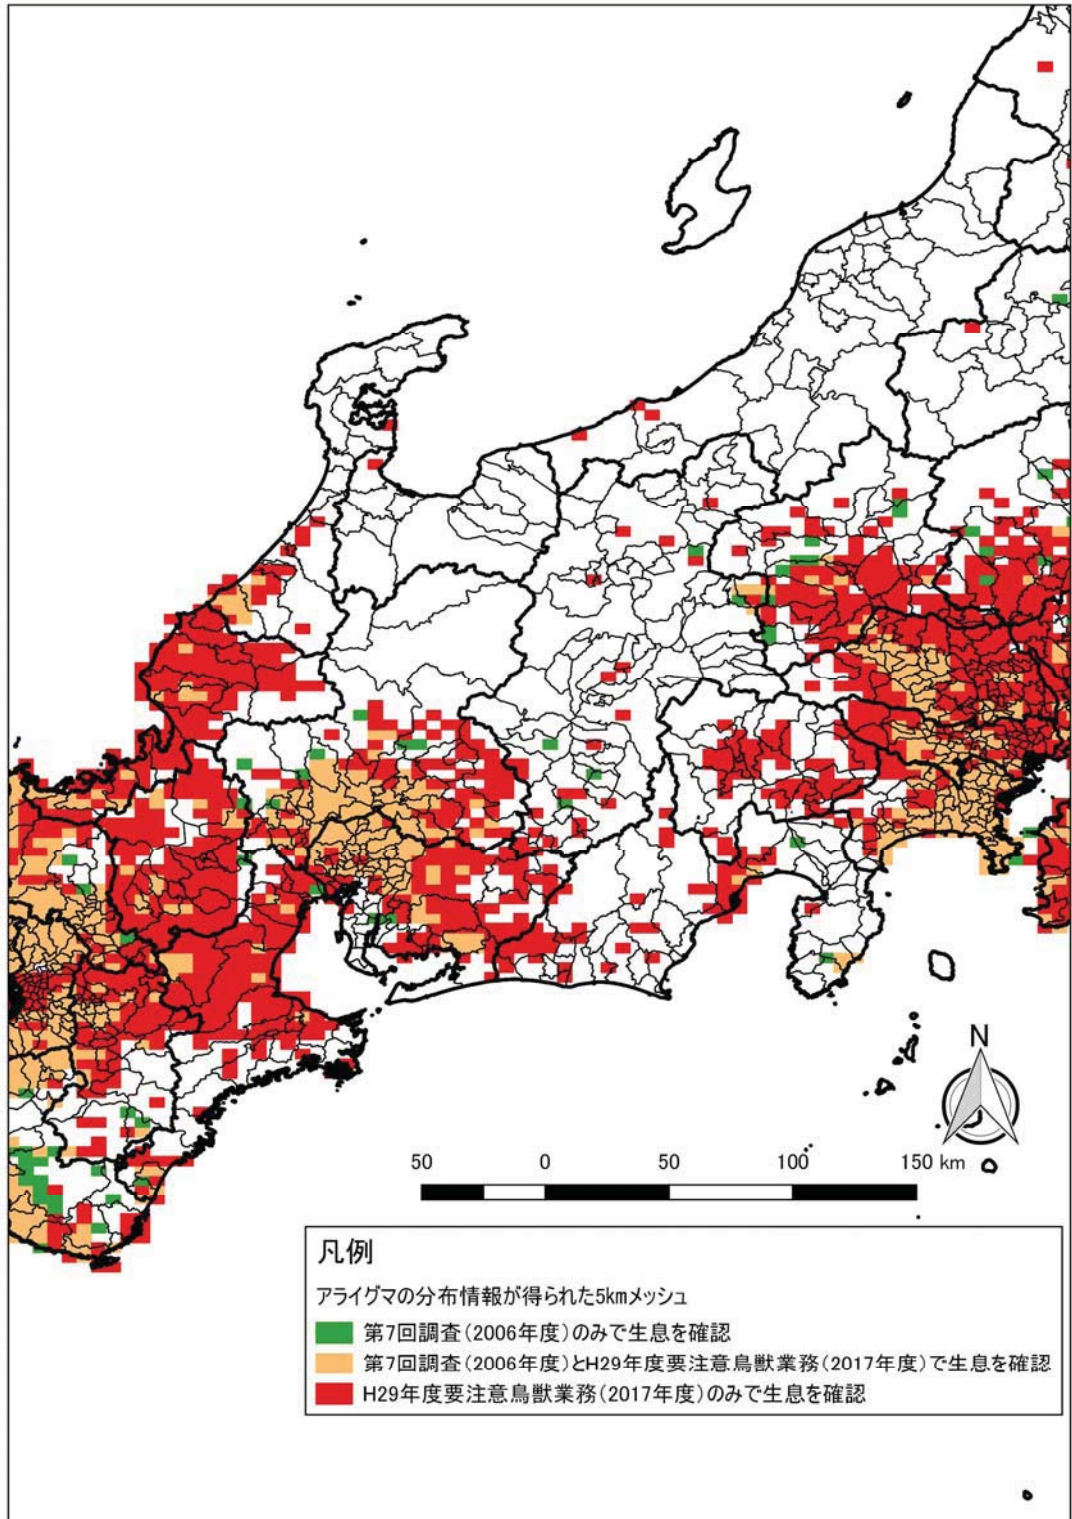 N
50 0 50 100 150 km
凡例
アライグマの分布情報が得られた5kmメッシュ
第7回調査(2006年度)のみで生息を確認
第7回調査(2006年度)とH29年度要注意鳥獣業務(2017年度)で生息を確認
H29年度要注意鳥獣業務(2017年度)のみで生息を確認